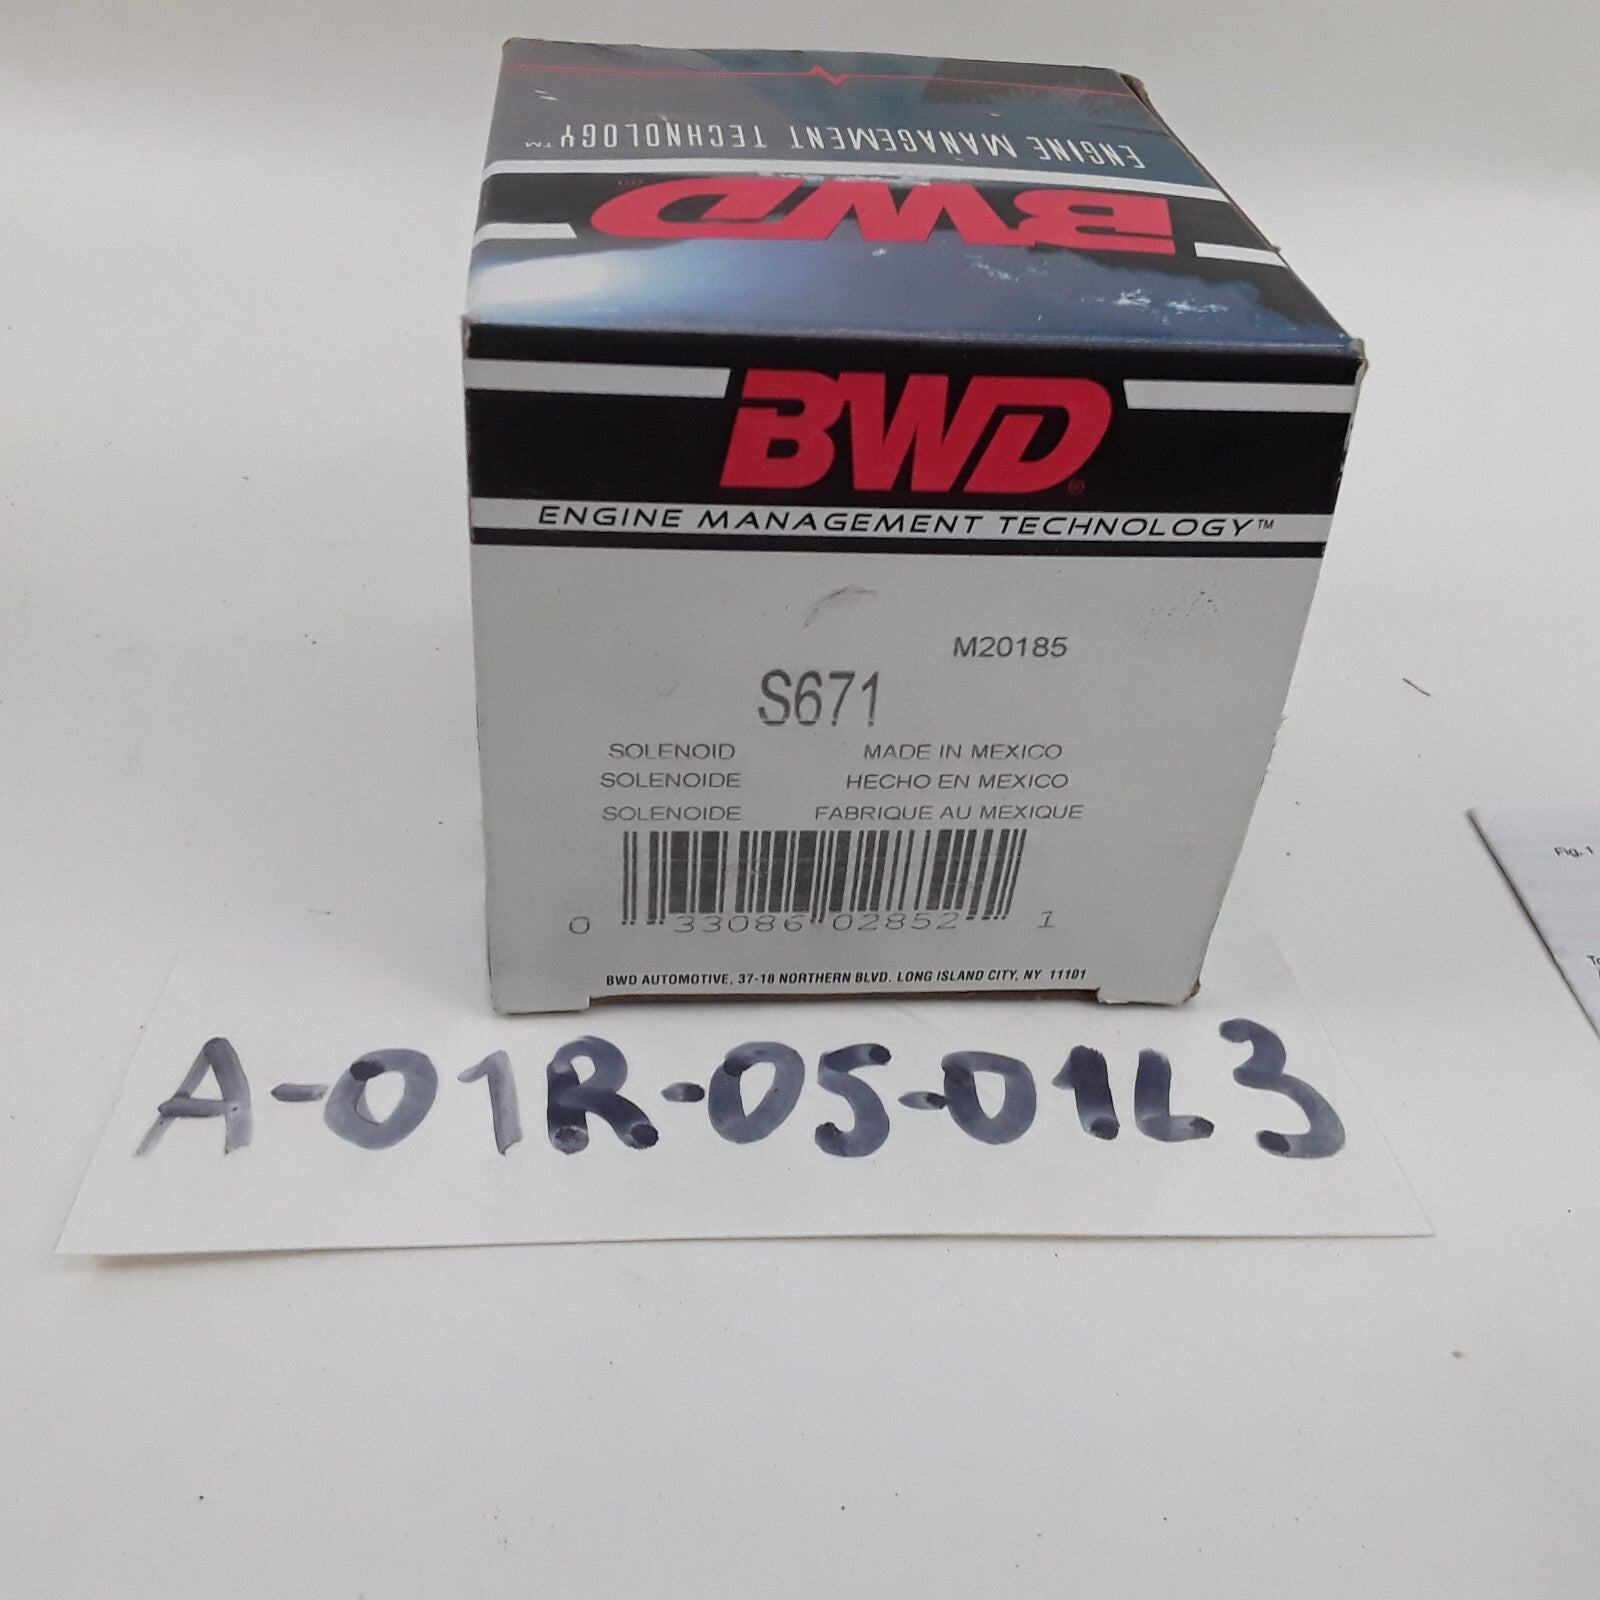 ENGINE MANAGEMENT TECHNOLOGY™
BWD®
BWD®
ENGINE MANAGEMENT TECHNOLOGY™
M20185
S671
SOLENOID MADE IN MEXICO
SOLENOIDE HECHO EN MEXICO
SOLENOIDE FABRIQUE AU MEXIQUE
0 33086 02852 1
BWD AUTOMOTIVE, 37-18 NORTHERN BLVD. LONG ISLAND CITY, NY 11101
A-01R-05-01L3
Fig. 1